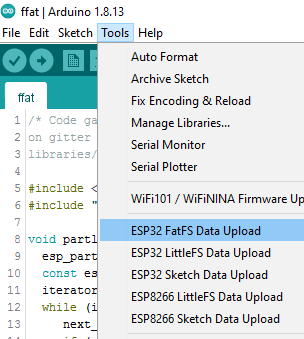 ffat | Arduino 1.8.13
File Edit Sketch Tools Help
ffat
Auto Format
Archive Sketch
Fix Encoding & Reload
Manage Libraries...
Serial Monitor
Serial Plotter
WiFi101 / WiFiNINA Firmware Up
ESP32 FatFS Data Upload
ESP32 LittleFS Data Upload
ESP32 Sketch Data Upload
ESP8266 LittleFS Data Upload
ESP8266 Sketch Data Upload
1 /* Code ga
2 on gitter
3 libraries/
4
5 #include <
6 #include "
7
8 void partl
9 esp_part
10 const es
11 iterator
12 while (i
13 next_
14